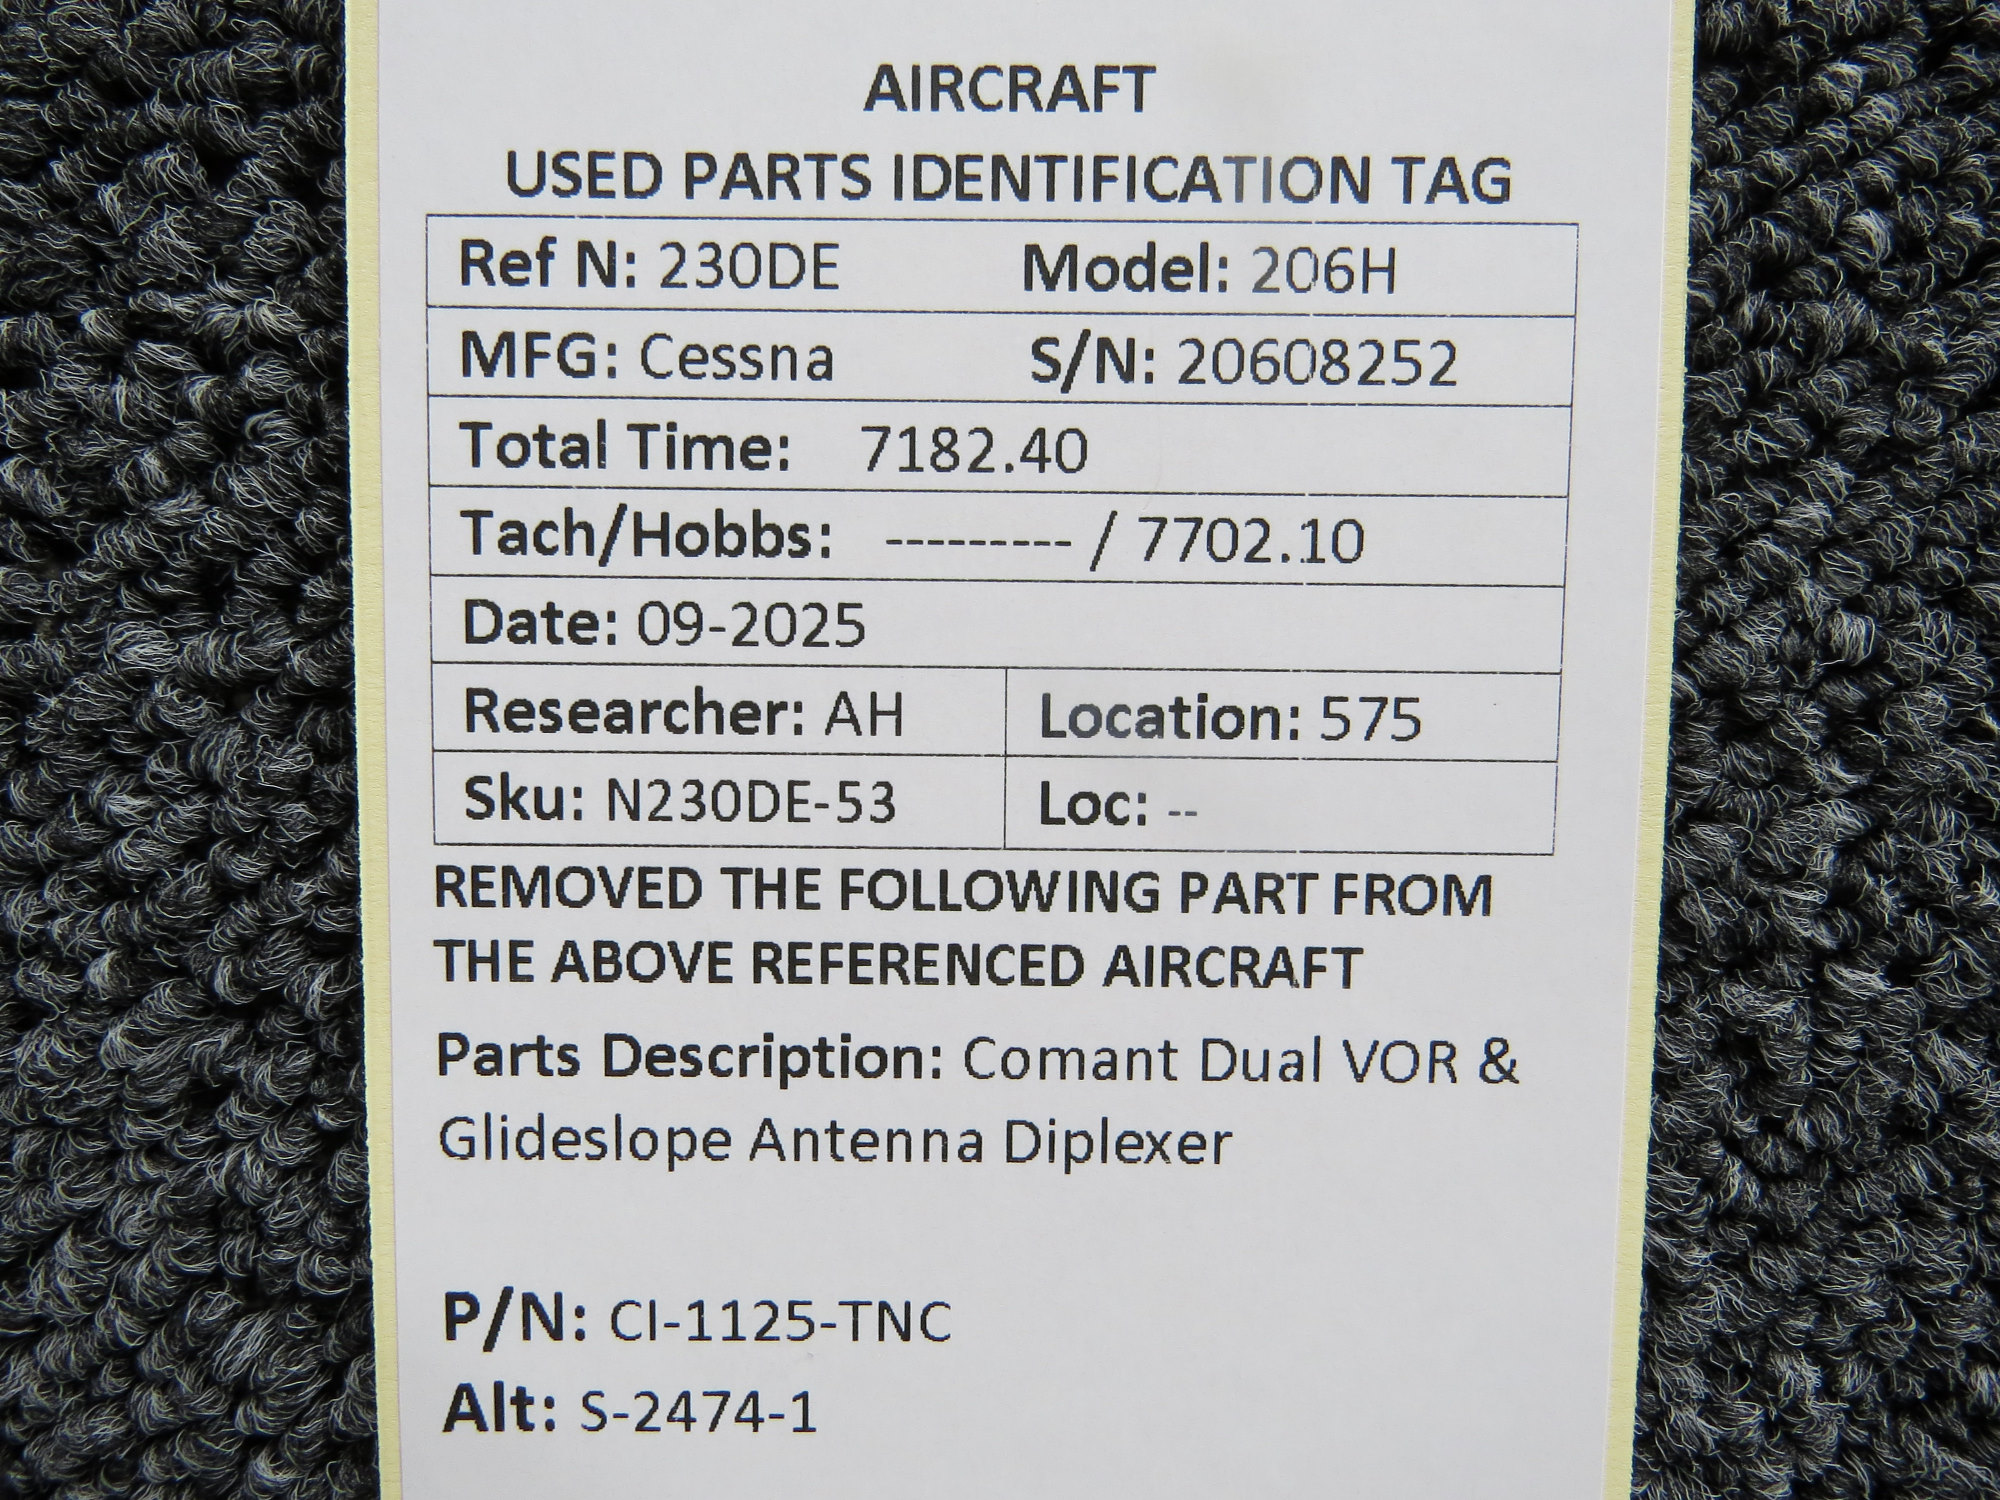 AIRCRAFT
USED PARTS IDENTIFICATION TAG
Ref N: 230DE Model: 206H
MFG: Cessna S/N: 20608252
Total Time: 7182.40
Tach/Hobbs: --------- / 7702.10
Date: 09-2025
Researcher: AH Location: 575
Sku: N230DE-53 Loc: --
REMOVED THE FOLLOWING PART FROM
THE ABOVE REFERENCED AIRCRAFT
Parts Description: Comant Dual VOR &
Glideslope Antenna Diplexer
P/N: CI-1125-TNC
Alt: S-2474-1